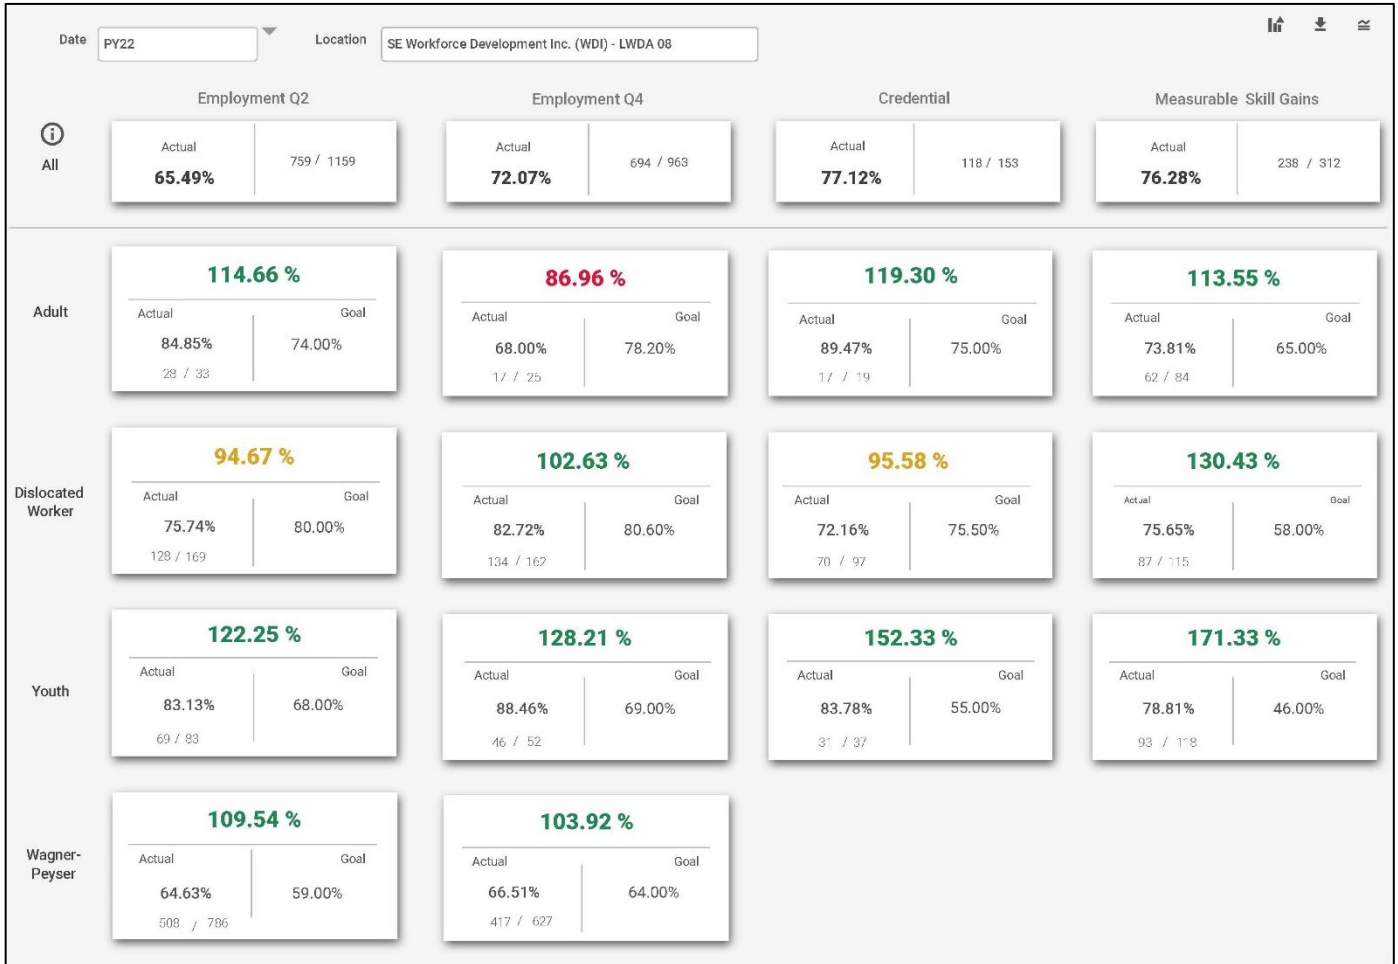 Date PY22 Location SE Workforce Development Inc. (WDI) - LWDA 08
Employment Q2 Employment Q4 Credential Measurable Skill Gains
All
Actual 759 / 1159
65.49%
Actual 694 / 963
72.07%
Actual 118 / 153
77.12%
Actual 238 / 312
76.28%
Adult
114.66 %
Actual Goal
84.85% 74.00%
28 / 33
86.96 %
Actual Goal
68.00% 78.20%
17 / 25
119.30 %
Actual Goal
89.47% 75.00%
17 / 19
113.55 %
Actual Goal
73.81% 65.00%
62 / 84
Dislocated
Worker
94.67 %
Actual Goal
75.74% 80.00%
128 / 169
102.63 %
Actual Goal
82.72% 80.60%
134 / 162
95.58 %
Actual Goal
72.16% 75.50%
70 / 97
130.43 %
Actual Goal
75.65% 58.00%
87 / 115
Youth
122.25 %
Actual Goal
83.13% 68.00%
69 / 83
128.21 %
Actual Goal
88.46% 69.00%
46 / 52
152.33 %
Actual Goal
83.78% 55.00%
31 / 37
171.33 %
Actual Goal
78.81% 46.00%
93 / 118
Wagner-
Peyser
109.54 %
Actual Goal
64.63% 59.00%
508 / 786
103.92 %
Actual Goal
66.51% 64.00%
417 / 627